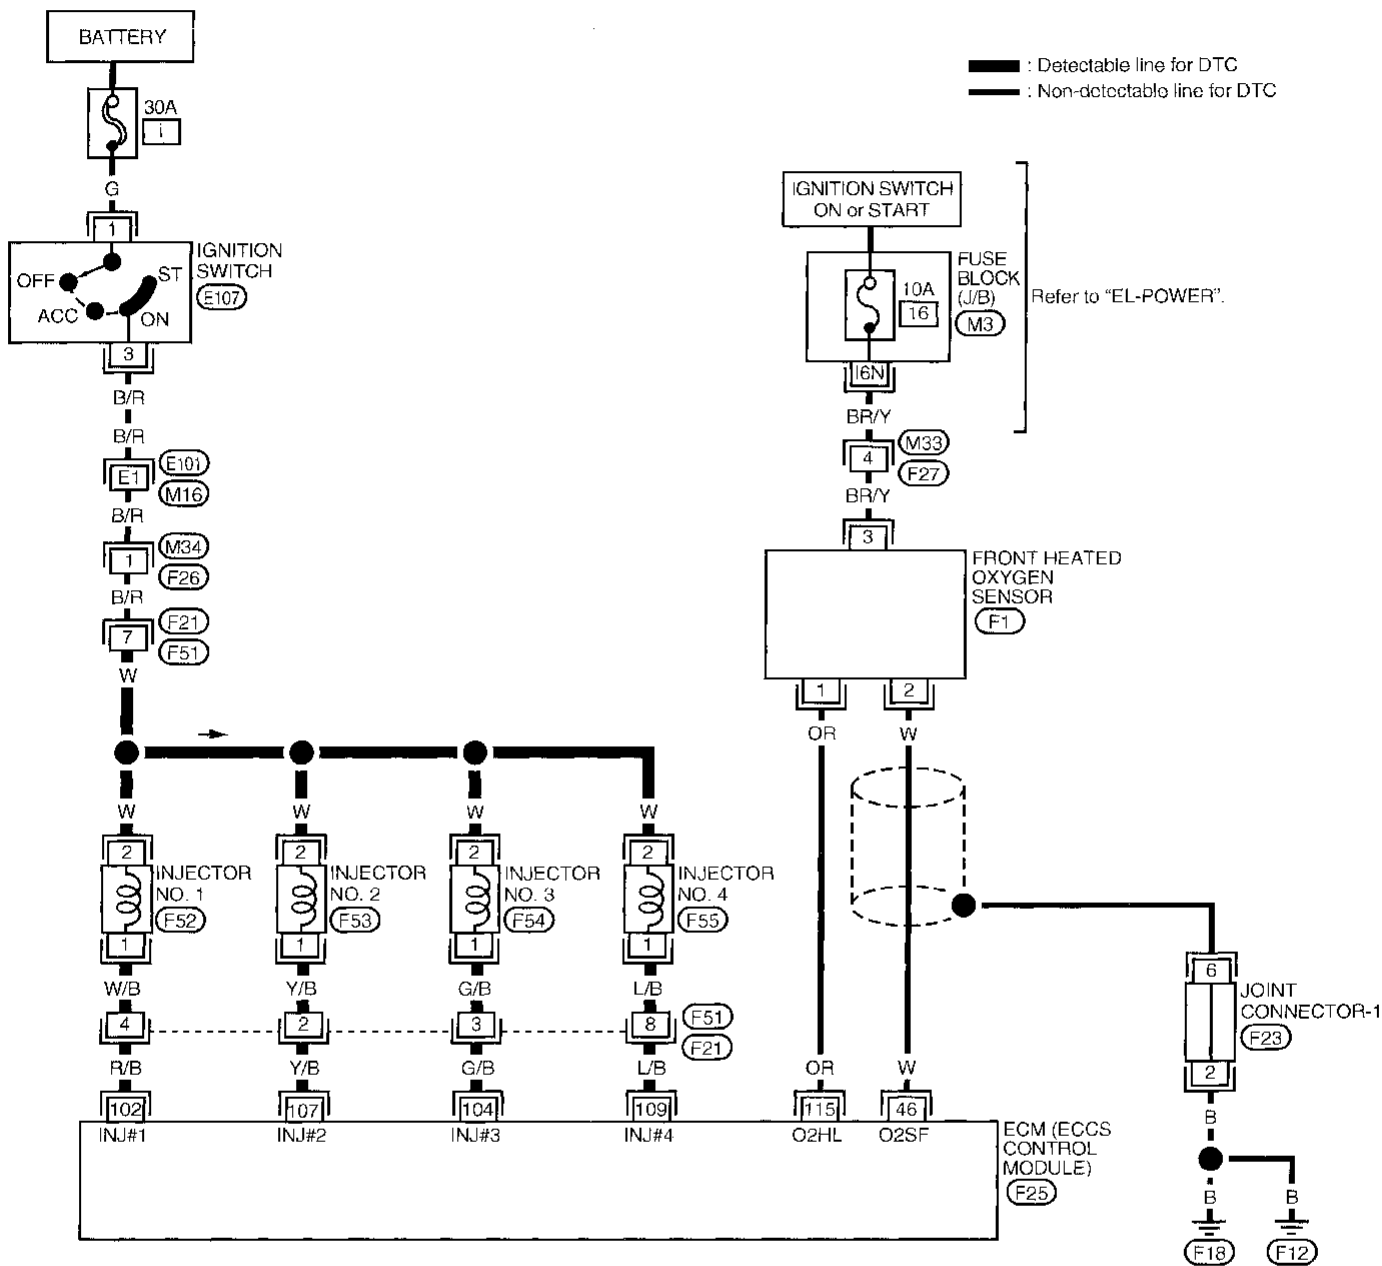 BATTERY
30A
i
G
1
IGNITION
SWITCH
E107
OFF
ACC
ST
ON
3
B/R
B/R
E1
E101
M16
B/R
1
M34
F26
B/R
7
F21
F51
W
: Detectable line for DTC
: Non-detectable line for DTC
IGNITION SWITCH
ON or START
10A
16
FUSE
BLOCK
(J/B)
M3
Refer to "EL-POWER".
I6N
BR/Y
4
M33
F27
BR/Y
3
FRONT HEATED
OXYGEN
SENSOR
F1
1
2
OR
W
W
W
W
W
2
2
2
2
INJECTOR
NO. 1
F52
INJECTOR
NO. 2
F53
INJECTOR
NO. 3
F54
INJECTOR
NO. 4
F55
1
1
1
1
W/B
Y/B
G/B
L/B
4
2
3
8
F51
F21
R/B
Y/B
G/B
L/B
OR
W
102
107
104
109
115
46
INJ#1
INJ#2
INJ#3
INJ#4
O2HL
O2SF
ECM (ECCS
CONTROL
MODULE)
F25
6
JOINT
CONNECTOR-1
F23
2
B
B
B
F18
F12